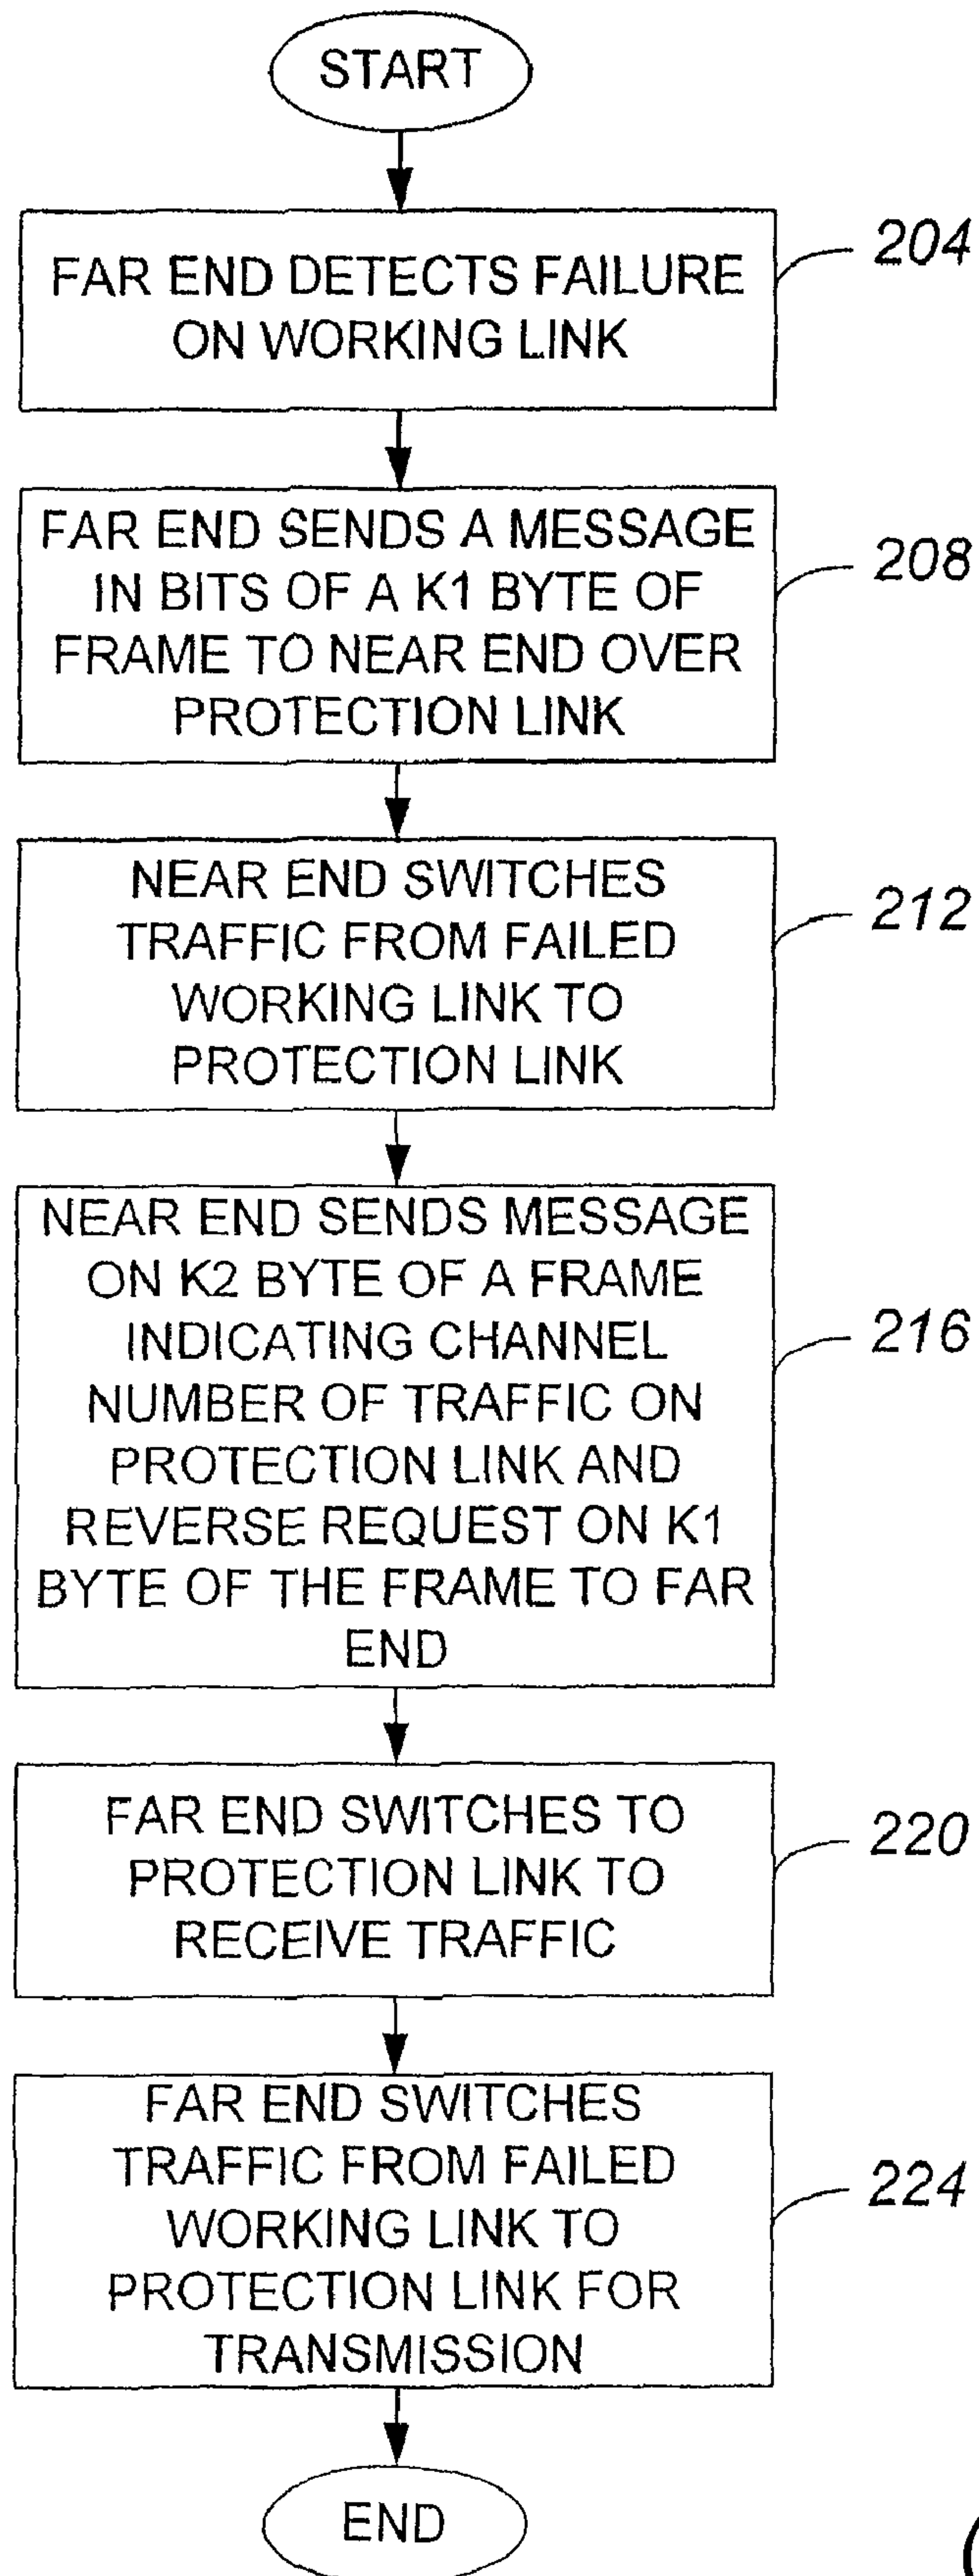 START
FAR END DETECTS FAILURE
ON WORKING LINK
204
FAR END SENDS A MESSAGE
IN BITS OF A K1 BYTE OF
FRAME TO NEAR END OVER
PROTECTION LINK
208
NEAR END SWITCHES
TRAFFIC FROM FAILED
WORKING LINK TO
PROTECTION LINK
212
NEAR END SENDS MESSAGE
ON K2 BYTE OF A FRAME
INDICATING CHANNEL
NUMBER OF TRAFFIC ON
PROTECTION LINK AND
REVERSE REQUEST ON K1
BYTE OF THE FRAME TO FAR
END
216
FAR END SWITCHES TO
PROTECTION LINK TO
RECEIVE TRAFFIC
220
FAR END SWITCHES
TRAFFIC FROM FAILED
WORKING LINK TO
PROTECTION LINK FOR
TRANSMISSION
224
END